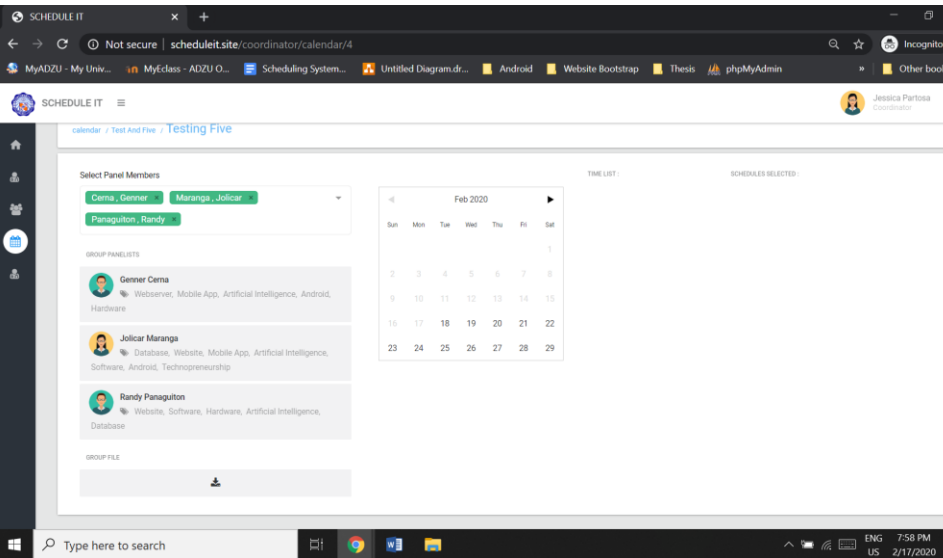 SCHEDULE IT × +
Not secure | scheduleit.site/coordinator/calendar/4 Incognito
MyADZU - My Univ... MyEclass - ADZU O... Scheduling System... Untitled Diagram.dr... Android Website Bootstrap Thesis phpMyAdmin » Other boo
SCHEDULE IT
Jessica Partosa
Coordinator
calendar / Test And Five / Testing Five
Select Panel Members
Cerna , Genner × Maranga , Jolicar ×
Panaguiton , Randy ×
GROUP PANELISTS
Genner Cerna
Webserver, Mobile App, Artificial Intelligence, Android,
Hardware
Jolicar Maranga
Database, Website, Mobile App, Artificial Intelligence,
Software, Android, Technopreneurship
Randy Panaguiton
Website, Software, Hardware, Artificial Intelligence,
Database
GROUP FILE
Feb 2020
Sun Mon Tue Wed Thu Fri Sat
1
2 3 4 5 6 7 8
9 10 11 12 13 14 15
16 17 18 19 20 21 22
23 24 25 26 27 28 29
TIME LIST :
SCHEDULES SELECTED :
Type here to search
ENG
US
7:58 PM
2/17/2020